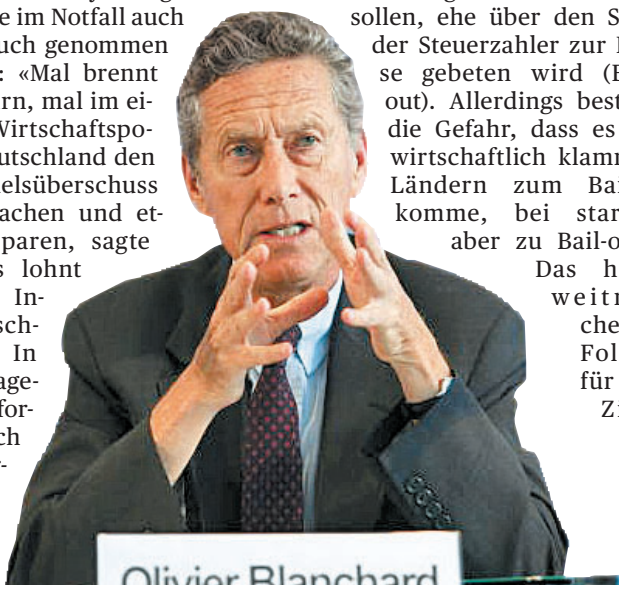 e im Notfall auch
uch genommen
: «Mal brennt
rn, mal im ei-
Wirtschaftspo-
utschland den
elsüberschuss
achen und et-
paren, sagte
s lohnt
In-
sch-
In
age-
for-
ch
sollen, ehe über den S
der Steuerzahler zur
se gebeten wird (
out). Allerdings best
die Gefahr, dass es
wirtschaftlich klamm
Ländern zum Bai
komme, bei star
aber zu Bail-o
Das h
weitr
che
Fol
für
Zi
Olivier Blanchard